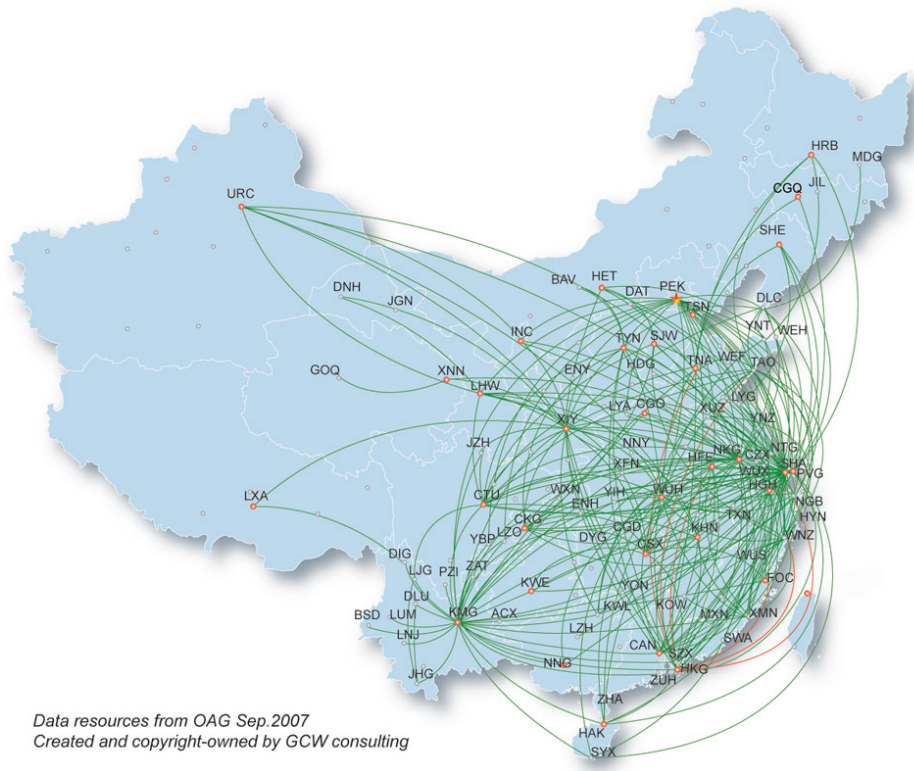 HRB
MDG
CGQ
JIL
URC
SHE
BAV
HET
DAT
PEK
DNH
JGN
TSN
DLC
YNT
WEH
INC
TYN
SJW
GOQ
XNN
LHW
ENY
HDG
TNA
WEF
TAO
LYA
CGO
XUZ
LYG
YNZ
XIY
JZH
NNY
XFN
HFE
NKG
CZX
NTG
SHA
PVG
WUX
HGH
LXA
CTU
WXN
ENH
YIH
WUH
NGB
HYN
CKG
LZO
YBP
DYG
CGD
KHN
TXN
WNZ
CSX
WUS
DIG
LJG
PZI
ZAT
KWE
YON
FOC
DLU
BSD
LUM
KMG
ACX
KWL
KOW
MXN
XMN
LNJ
LZH
CAN
SZX
SWA
JHG
NNG
ZUH
HKG
ZHA
HAK
SYX
Data resources from OAG Sep.2007
Created and copyright-owned by GCW consulting